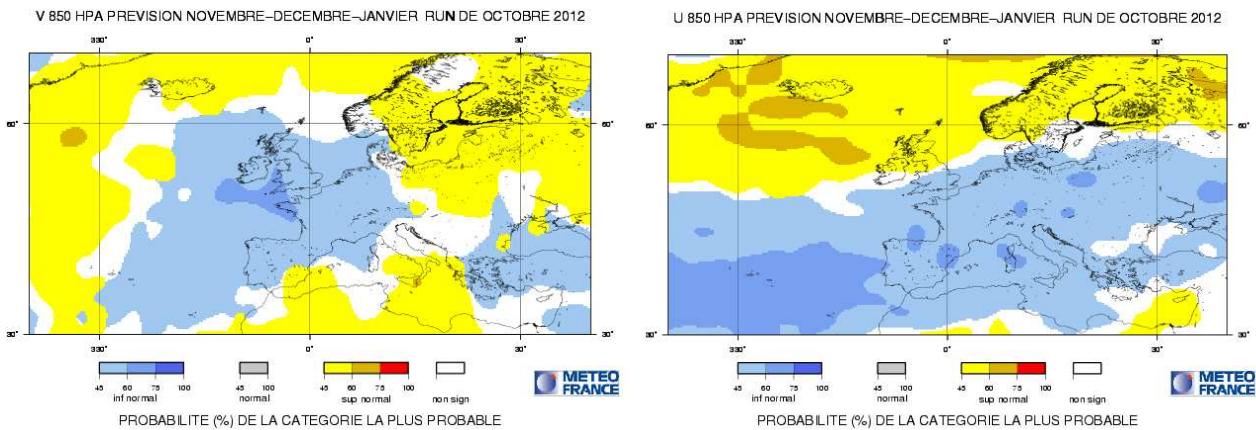 V 850 HPA PREVISION NOVEMBRE-DECEMBRE-JANVIER RUN DE OCTOBRE 2012
330° 0° 30°
60° 60°
30° 30°
330° 0° 30°
45 60 75 100 45 100 45 60 75 100
inf normal normal sup normal non sign
METEO FRANCE
PROBABILITE (%) DE LA CATEGORIE LA PLUS PROBABLE
U 850 HPA PREVISION NOVEMBRE-DECEMBRE-JANVIER RUN DE OCTOBRE 2012
330° 0° 30°
60° 60°
30° 30°
330° 0° 30°
45 60 75 100 45 100 45 60 75 100
inf normal normal sup normal non sign
METEO FRANCE
PROBABILITE (%) DE LA CATEGORIE LA PLUS PROBABLE